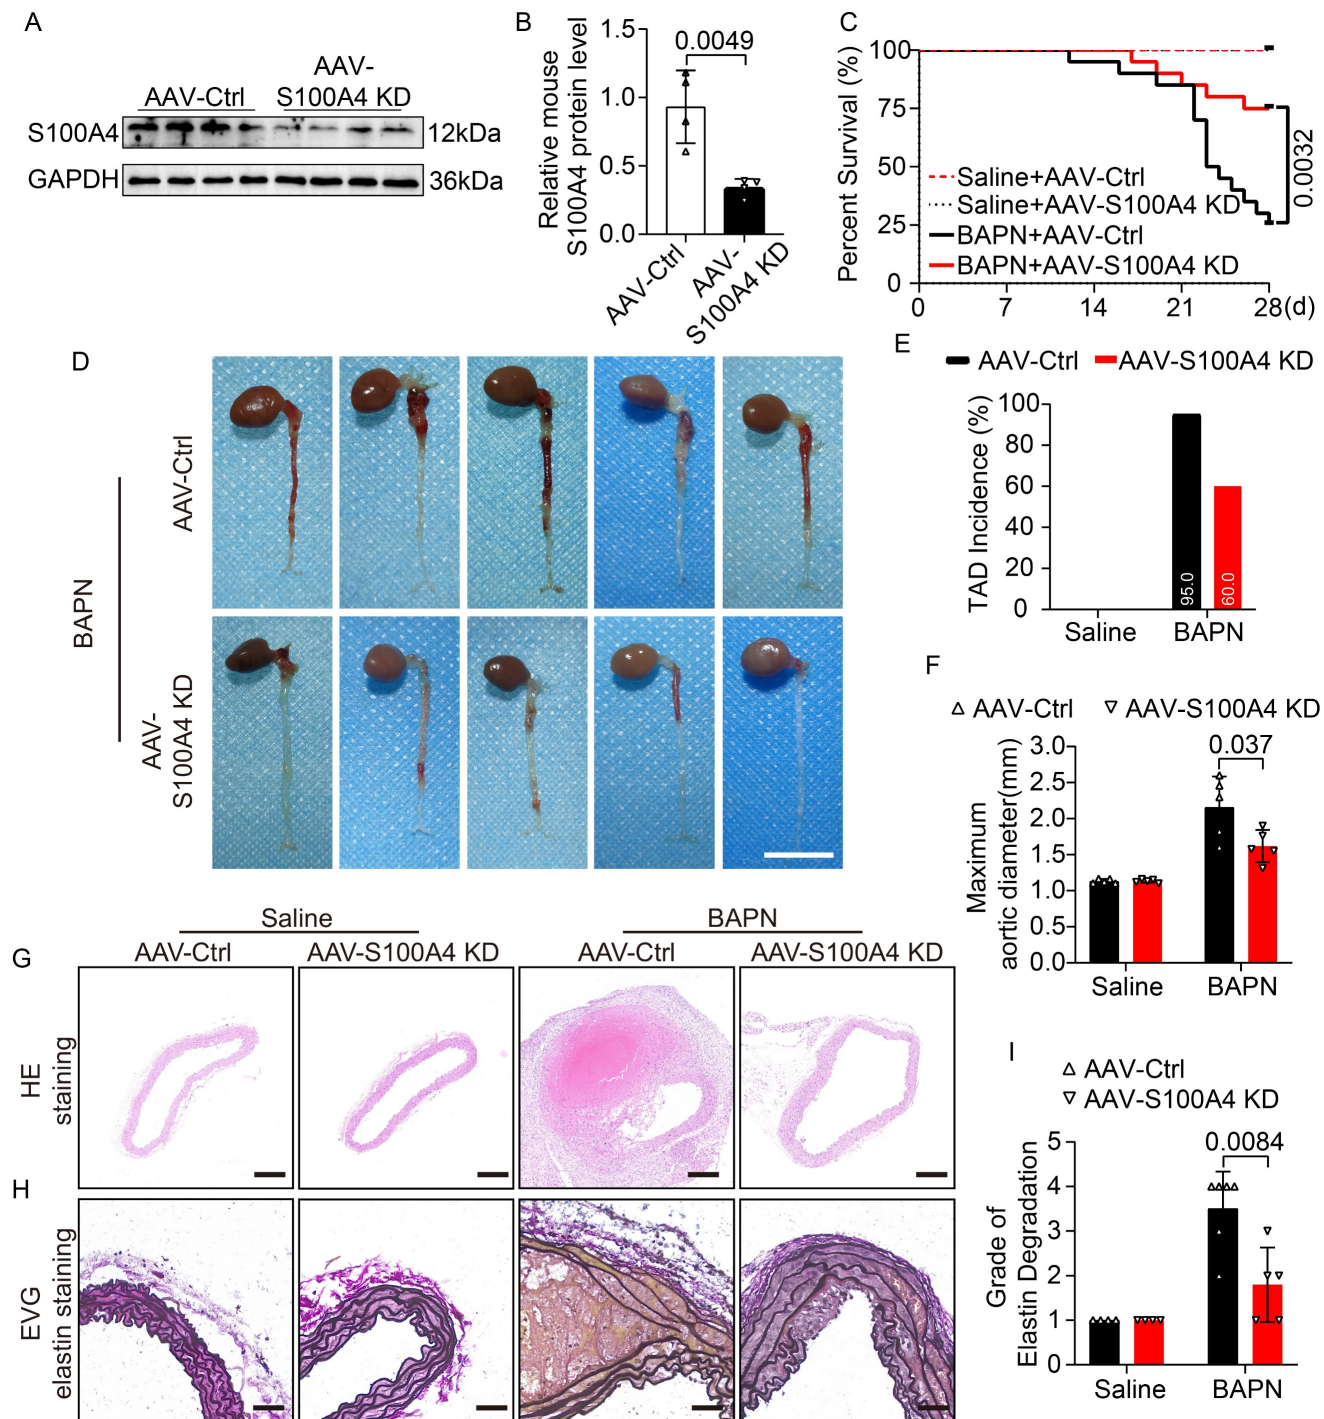 A
AAV-Ctrl
AAV-
S100A4 KD
S100A4
12kDa
GAPDH
36kDa
B
Relative mouse
S100A4 protein level
1.5
1.0
0.5
0.0
0.0049
AAV-Ctrl
AAV-
S100A4 KD
C
Percent Survival (%)
100
75
50
25
0
0
7
14
21
28(d)
Saline+AAV-Ctrl
Saline+AAV-S100A4 KD
BAPN+AAV-Ctrl
BAPN+AAV-S100A4 KD
0.0032
D
BAPN
AAV-Ctrl
AAV-
S100A4 KD
E
AAV-Ctrl
AAV-S100A4 KD
TAD Incidence (%)
100
80
60
40
20
0
95.0
60.0
Saline
BAPN
F
AAV-Ctrl
AAV-S100A4 KD
Maximum
aortic diameter(mm)
3.0
2.5
2.0
1.5
1.0
0.5
0.0
0.037
Saline
BAPN
Saline
BAPN
G
AAV-Ctrl
AAV-S100A4 KD
AAV-Ctrl
AAV-S100A4 KD
HE
staining
H
EVG
elastin staining
I
AAV-Ctrl
AAV-S100A4 KD
Grade of
Elastin Degradation
5
4
3
2
1
0
0.0084
Saline
BAPN